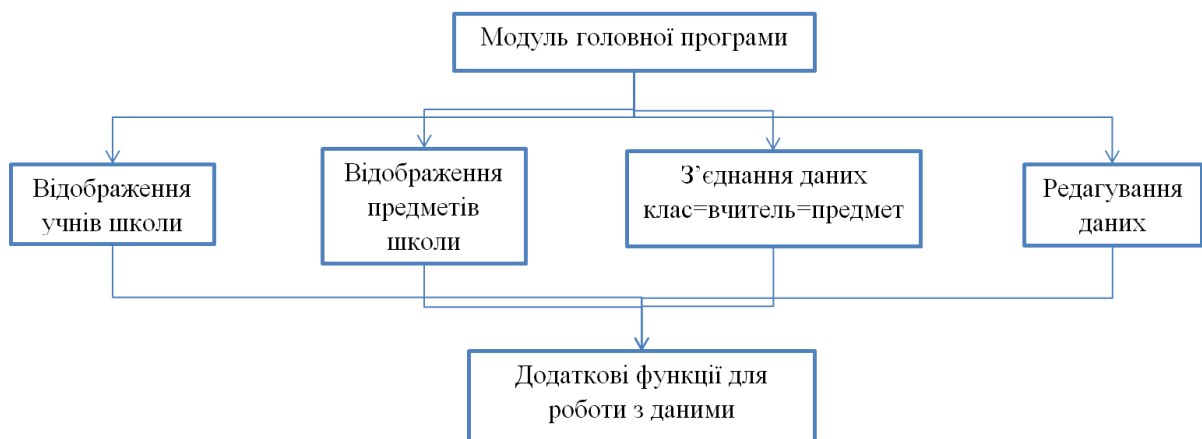 Модуль головної програми
Відображення
учнів школи
Відображення
предметів
школи
З’єднання даних
клас=вчитель=предмет
Редагування
даних
Додаткові функції для
роботи з даними